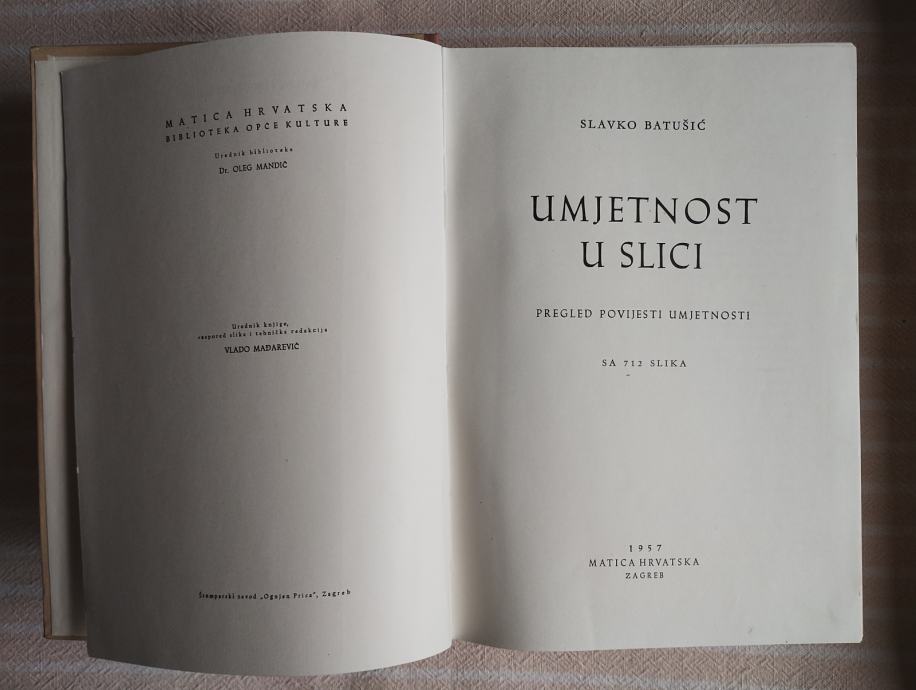 MATICA HRVATSKA
BIBLIOTEKA OPĆE KULTURE
Urednik biblioteke
Dr. OLEG MANDIĆ
Urednik knjige,
raspored slika i tehnička redakcija
VLADO MAĐAREVIĆ
Štamparski zavod „Ognjen Prica", Zagreb
SLAVKO BATUŠIĆ
UMJETNOST
U SLICI
PREGLED POVIJESTI UMJETNOSTI
SA 712 SLIKA
1957
MATICA HRVATSKA
ZAGREB